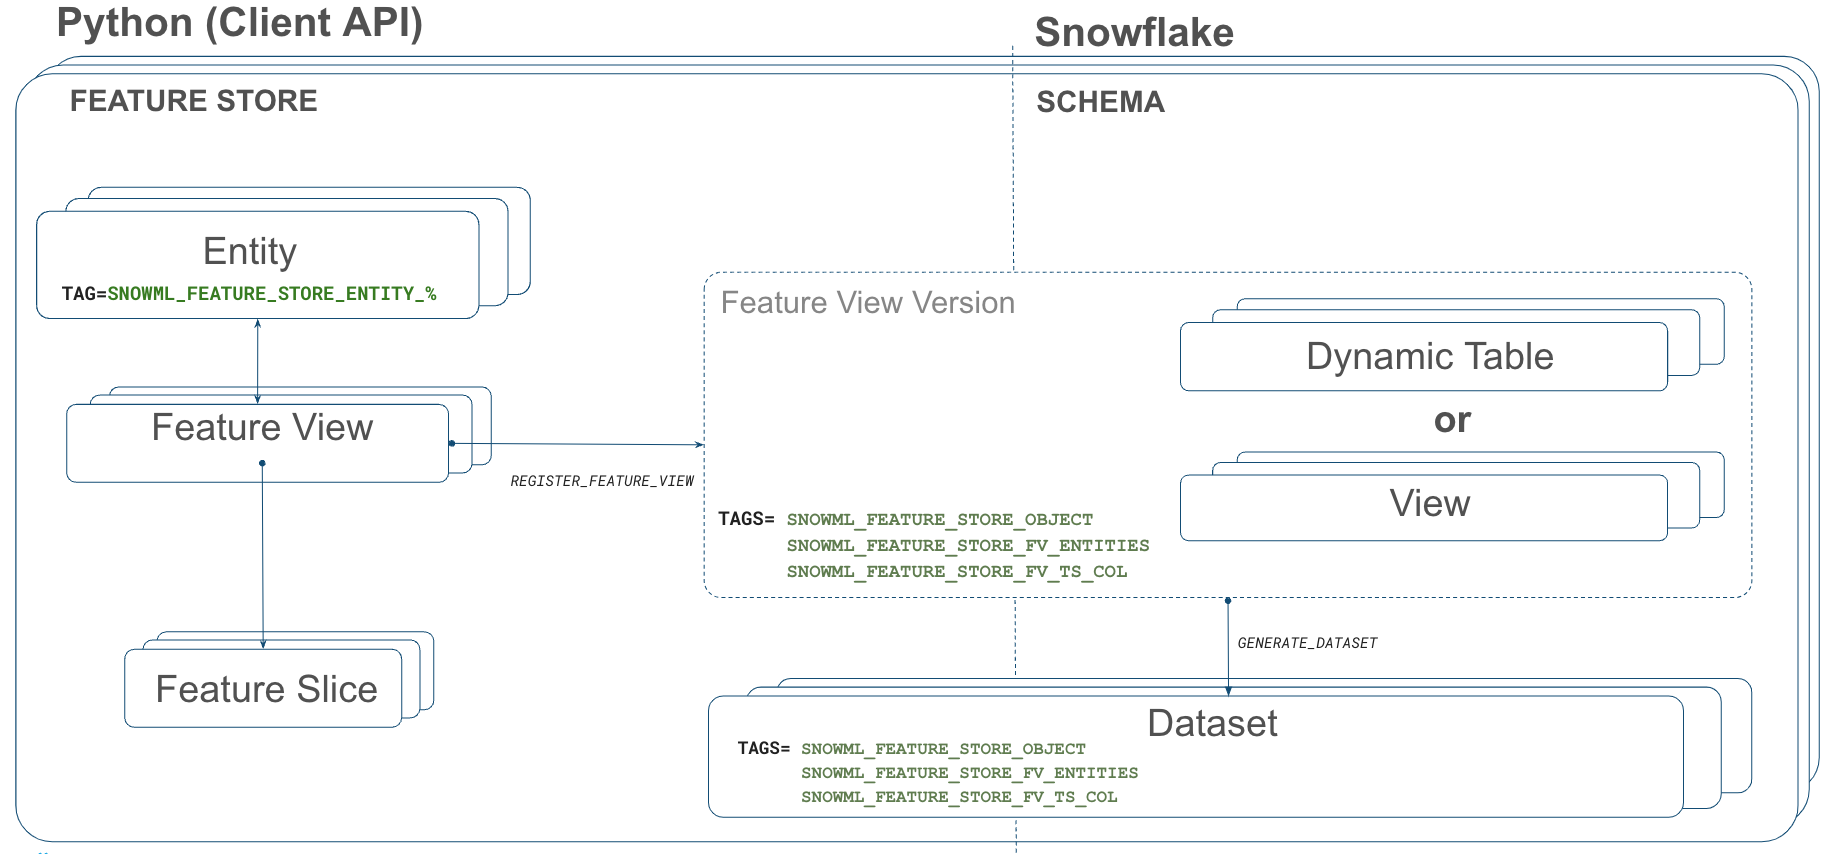 Python (Client API)
Snowflake
FEATURE STORE
SCHEMA
Entity
TAG=SNOWML_FEATURE_STORE_ENTITY_%
Feature View
REGISTER_FEATURE_VIEW
Feature Slice
Feature View Version
Dynamic Table
or
View
TAGS= SNOWML_FEATURE_STORE_OBJECT
SNOWML_FEATURE_STORE_FV_ENTITIES
SNOWML_FEATURE_STORE_FV_TS_COL
GENERATE_DATASET
Dataset
TAGS= SNOWML_FEATURE_STORE_OBJECT
SNOWML_FEATURE_STORE_FV_ENTITIES
SNOWML_FEATURE_STORE_FV_TS_COL